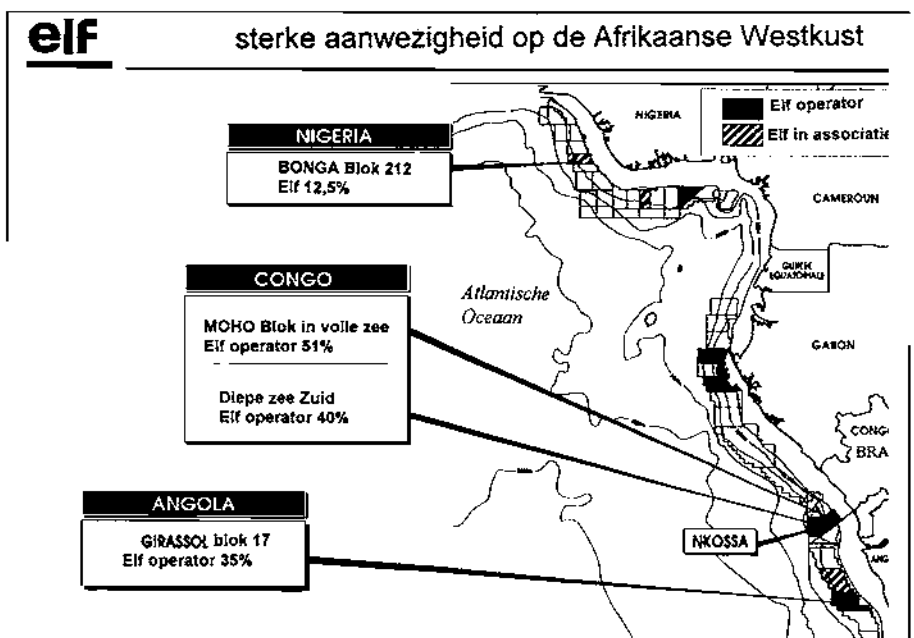 elf
sterke aanwezigheid op de Afrikaanse Westkust
NIGERIA
BONGA Blok 212
Elf 12,5%
CONGO
MOHO Blok in volle zee
Elf operator 51%
Diepe zee Zuid
Elf operator 40%
ANGOLA
GIRASSOL blok 17
Elf operator 35%
Elf operator
Elf in associatie
NIGERIA
CAMEROUN
Atlantische
Oceaan
GUINEE
EQUATORIALE
GABON
CONG
BRA
NKOSSA
ANG